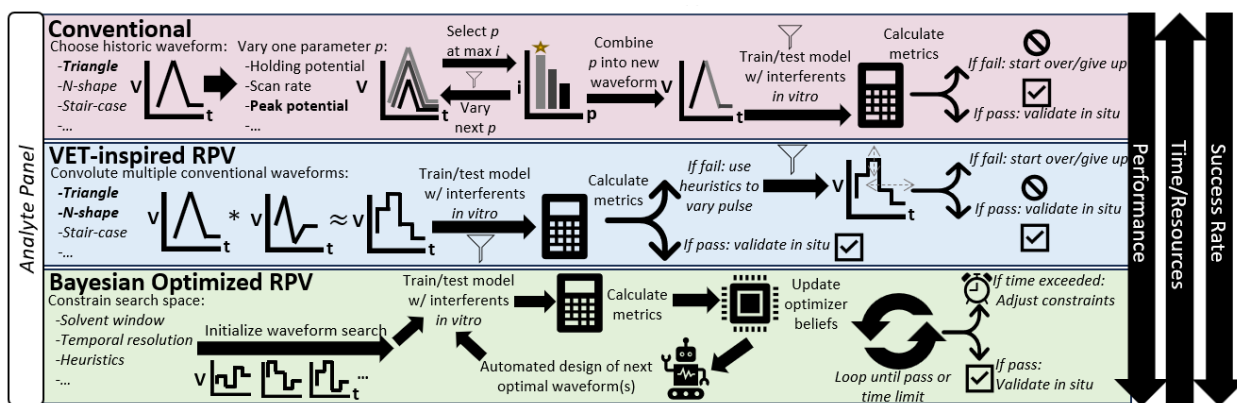 Analyte Panel
Conventional
Choose historic waveform:
-Triangle
-N-shape
-Stair-case
-...
V
t
Vary one parameter p:
-Holding potential
-Scan rate
-Peak potential
-...
V
t
Select p
at max i
Vary
next p
i
p
Combine
p into new
waveform
V
t
Train/test model
w/ interferents
in vitro
Calculate
metrics
If fail: start over/give up
If pass: validate in situ
VET-inspired RPV
Convolute multiple conventional waveforms:
-Triangle
-N-shape
-Stair-case
-...
V
t
*
V
t
≈
V
t
Train/test model
w/ interferents
in vitro
Calculate
metrics
If fail: use
heuristics to
vary pulse
If pass: validate in situ
V
t
If fail: start over/give up
If pass: validate in situ
Bayesian Optimized RPV
Constrain search space:
-Solvent window
-Temporal resolution
-Heuristics
-...
Initialize waveform search
V
t
...
Train/test model
w/ interferents
in vitro
Calculate
metrics
Update
optimizer
beliefs
Automated design of next
optimal waveform(s)
Loop until pass or
time limit
If time exceeded:
Adjust constraints
If pass:
Validate in situ
Performance
Time/Resources
Success Rate